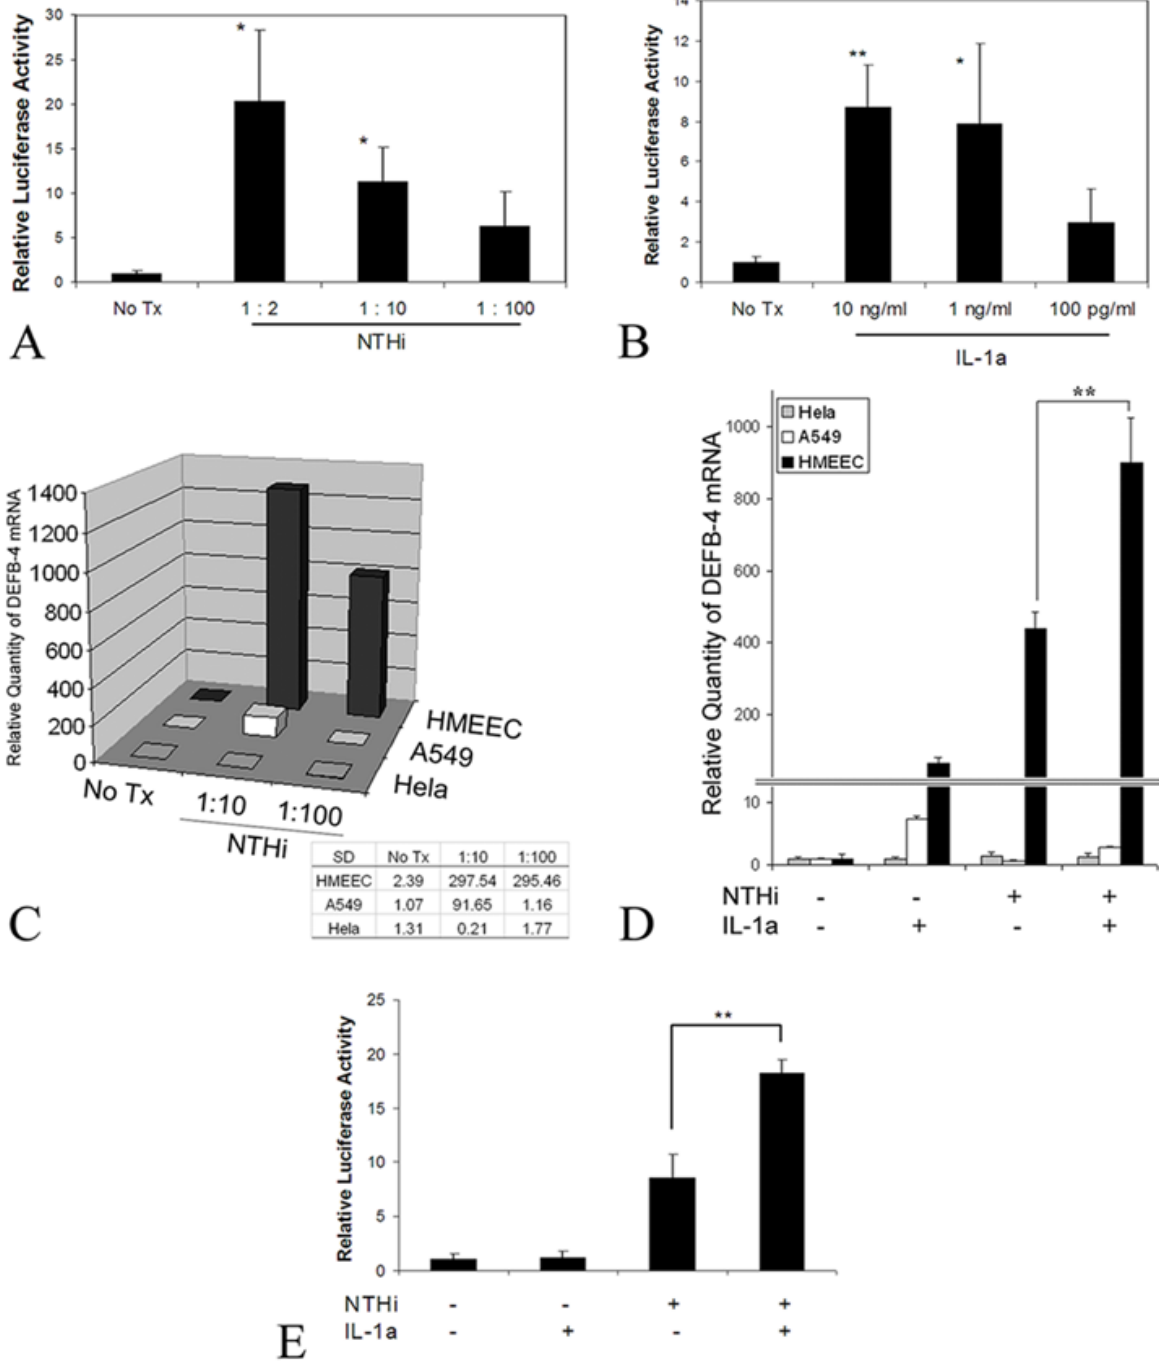 Relative Luciferase Activity
30
25
20
15
10
5
0
*
*
No Tx 1 : 2 1 : 10 1 : 100
NTHi
A
Relative Luciferase Activity
14
12
10
8
6
4
2
0
**
*
No Tx 10 ng/ml 1 ng/ml 100 pg/ml
IL-1a
B
Relative Quantity of DEFB-4 mRNA
1400
1200
1000
800
600
400
200
0
HMEEC
A549
Hela
No Tx 1:10 1:100
NTHi
SD No Tx 1:10 1:100
HMEEC 2.39 297.54 295.46
A549 1.07 91.65 1.16
Hela 1.31 0.21 1.77
C
Relative Quantity of DEFB-4 mRNA
Hela
A549
HMEEC
**
1000
800
600
400
200
10
0
NTHi - - + +
IL-1a - + - +
D
Relative Luciferase Activity
25
20
15
10
5
0
**
NTHi - - + +
IL-1a - + - +
E